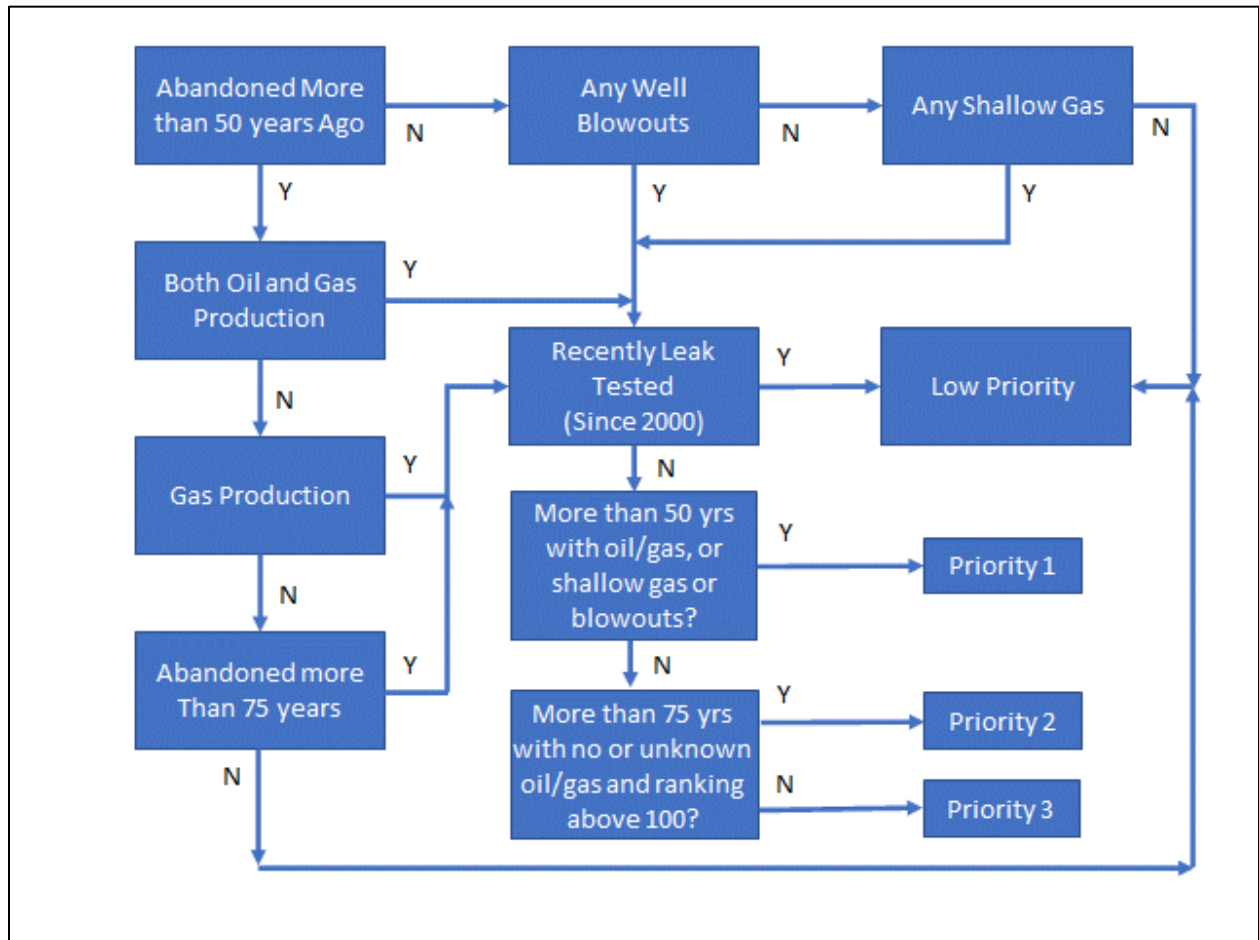 Abandoned More
than 50 years Ago
N
Any Well
Blowouts
N
Any Shallow Gas
N
Y
Y
Y
Both Oil and Gas
Production
Y
N
Recently Leak
Tested
(Since 2000)
Y
Low Priority
N
Gas Production
Y
N
More than 50 yrs
with oil/gas, or
shallow gas or
blowouts?
Y
Priority 1
N
Abandoned more
Than 75 years
Y
N
More than 75 yrs
with no or unknown
oil/gas and ranking
above 100?
Y
Priority 2
N
Priority 3